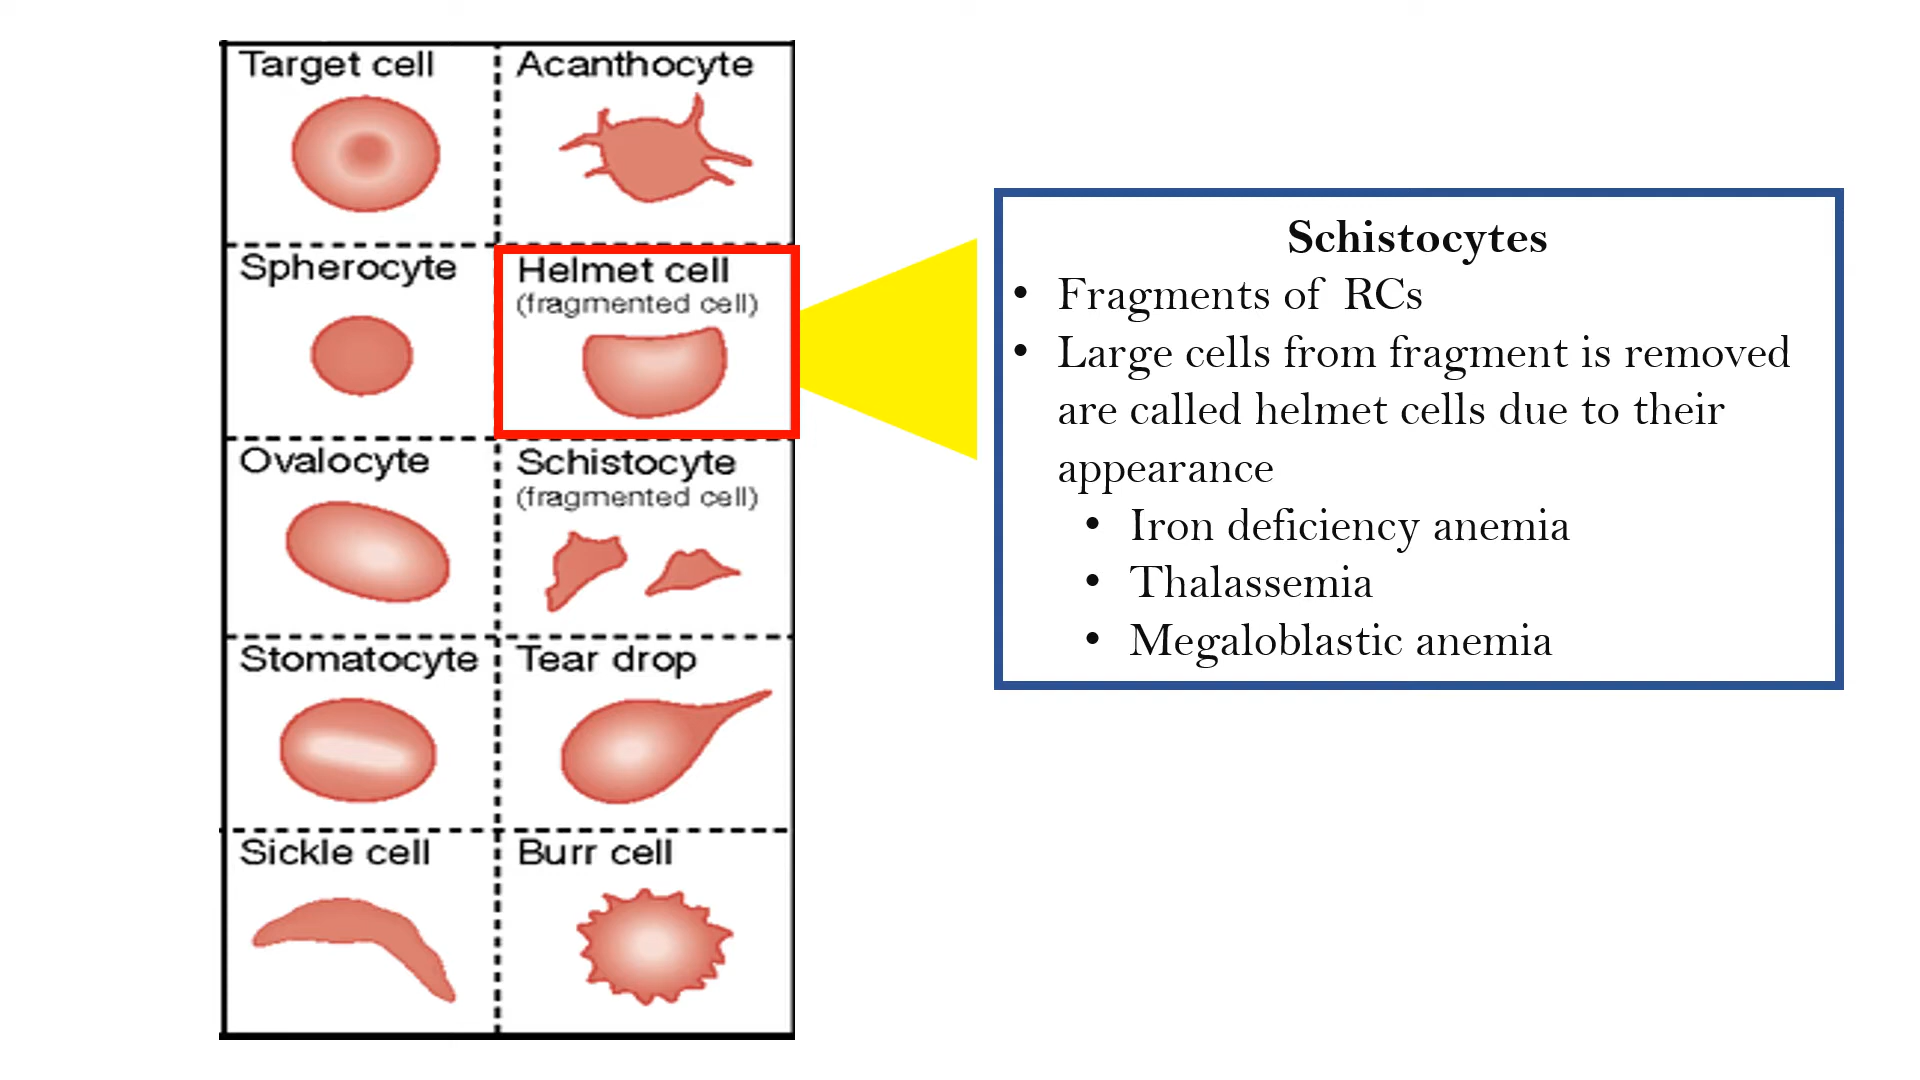 Target cell
Acanthocyte
Spherocyte
Helmet cell
(fragmented cell)
Ovalocyte
Schistocyte
(fragmented cell)
Stomatocyte
Tear drop
Sickle cell
Burr cell
Schistocytes
• Fragments of RCs
• Large cells from fragment is removed
are called helmet cells due to their
appearance
• Iron deficiency anemia
• Thalassemia
• Megaloblastic anemia